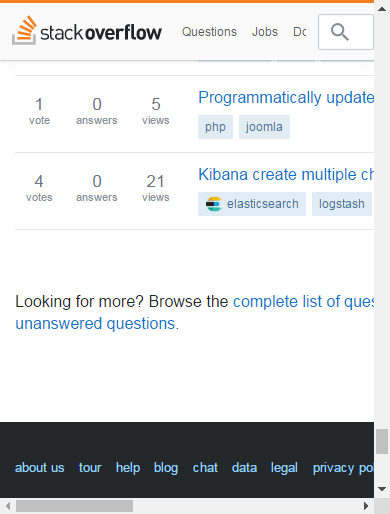 stackoverflow Questions Jobs Do
1 0 5
vote answers views
Programmatically update
php joomla
4 0 21
votes answers views
Kibana create multiple ch
elasticsearch logstash
Looking for more? Browse the complete list of ques
unanswered questions.
about us tour help blog chat data legal privacy po